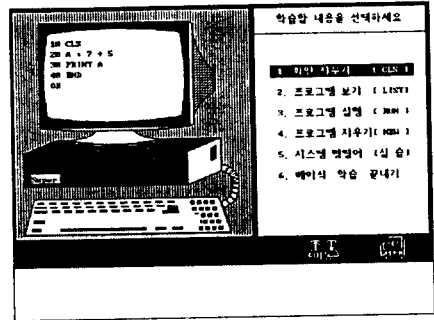 10 CLS
20 A = 7 + 5
30 PRINT A
40 END
OK
학습할 내용을 선택하세요
1. 화면 지우기 ( CLS )
2. 프로그램 보기 ( LIST)
3. 프로그램 실행 ( RUN )
4. 프로그램 지우기( NEW )
5. 시스템 명령어 (실 습)
6. 베이식 학습 끝내기